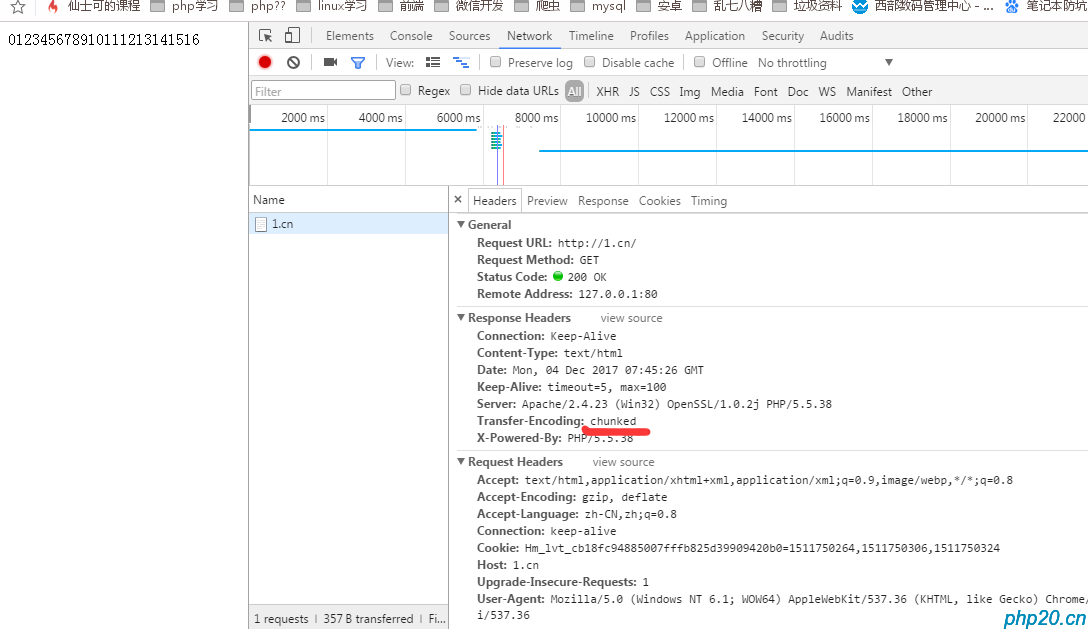 仙士可的课程 php学习 php?? linux学习 前端 微信开发 爬虫 mysql 安卓 乱七八糟 垃圾资料 西部数码管理中心 - ... 笔记本防坑
012345678910111213141516
Elements Console Sources Network Timeline Profiles Application Security Audits
View: Preserve log Disable cache Offline No throttling ▼
Filter Regex Hide data URLs All XHR JS CSS Img Media Font Doc WS Manifest Other
2000 ms 4000 ms 6000 ms 8000 ms 10000 ms 12000 ms 14000 ms 16000 ms 18000 ms 20000 ms 22000
Name
1.cn
× Headers Preview Response Cookies Timing
▼ General
Request URL: http://1.cn/
Request Method: GET
Status Code: 200 OK
Remote Address: 127.0.0.1:80
▼ Response Headers view source
Connection: Keep-Alive
Content-Type: text/html
Date: Mon, 04 Dec 2017 07:45:26 GMT
Keep-Alive: timeout=5, max=100
Server: Apache/2.4.23 (Win32) OpenSSL/1.0.2j PHP/5.5.38
Transfer-Encoding: chunked
X-Powered-By: PHP/5.5.38
▼ Request Headers view source
Accept: text/html,application/xhtml+xml,application/xml;q=0.9,image/webp,*/*;q=0.8
Accept-Encoding: gzip, deflate
Accept-Language: zh-CN,zh;q=0.8
Connection: keep-alive
Cookie: Hm_lvt_cb18fc94885007fffb825d39909420b0=1511750264,1511750306,1511750324
Host: 1.cn
Upgrade-Insecure-Requests: 1
User-Agent: Mozilla/5.0 (Windows NT 6.1; WOW64) AppleWebKit/537.36 (KHTML, like Gecko) Chrome/
i/537.36
1 requests | 357 B transferred | Fi...
php20.cn